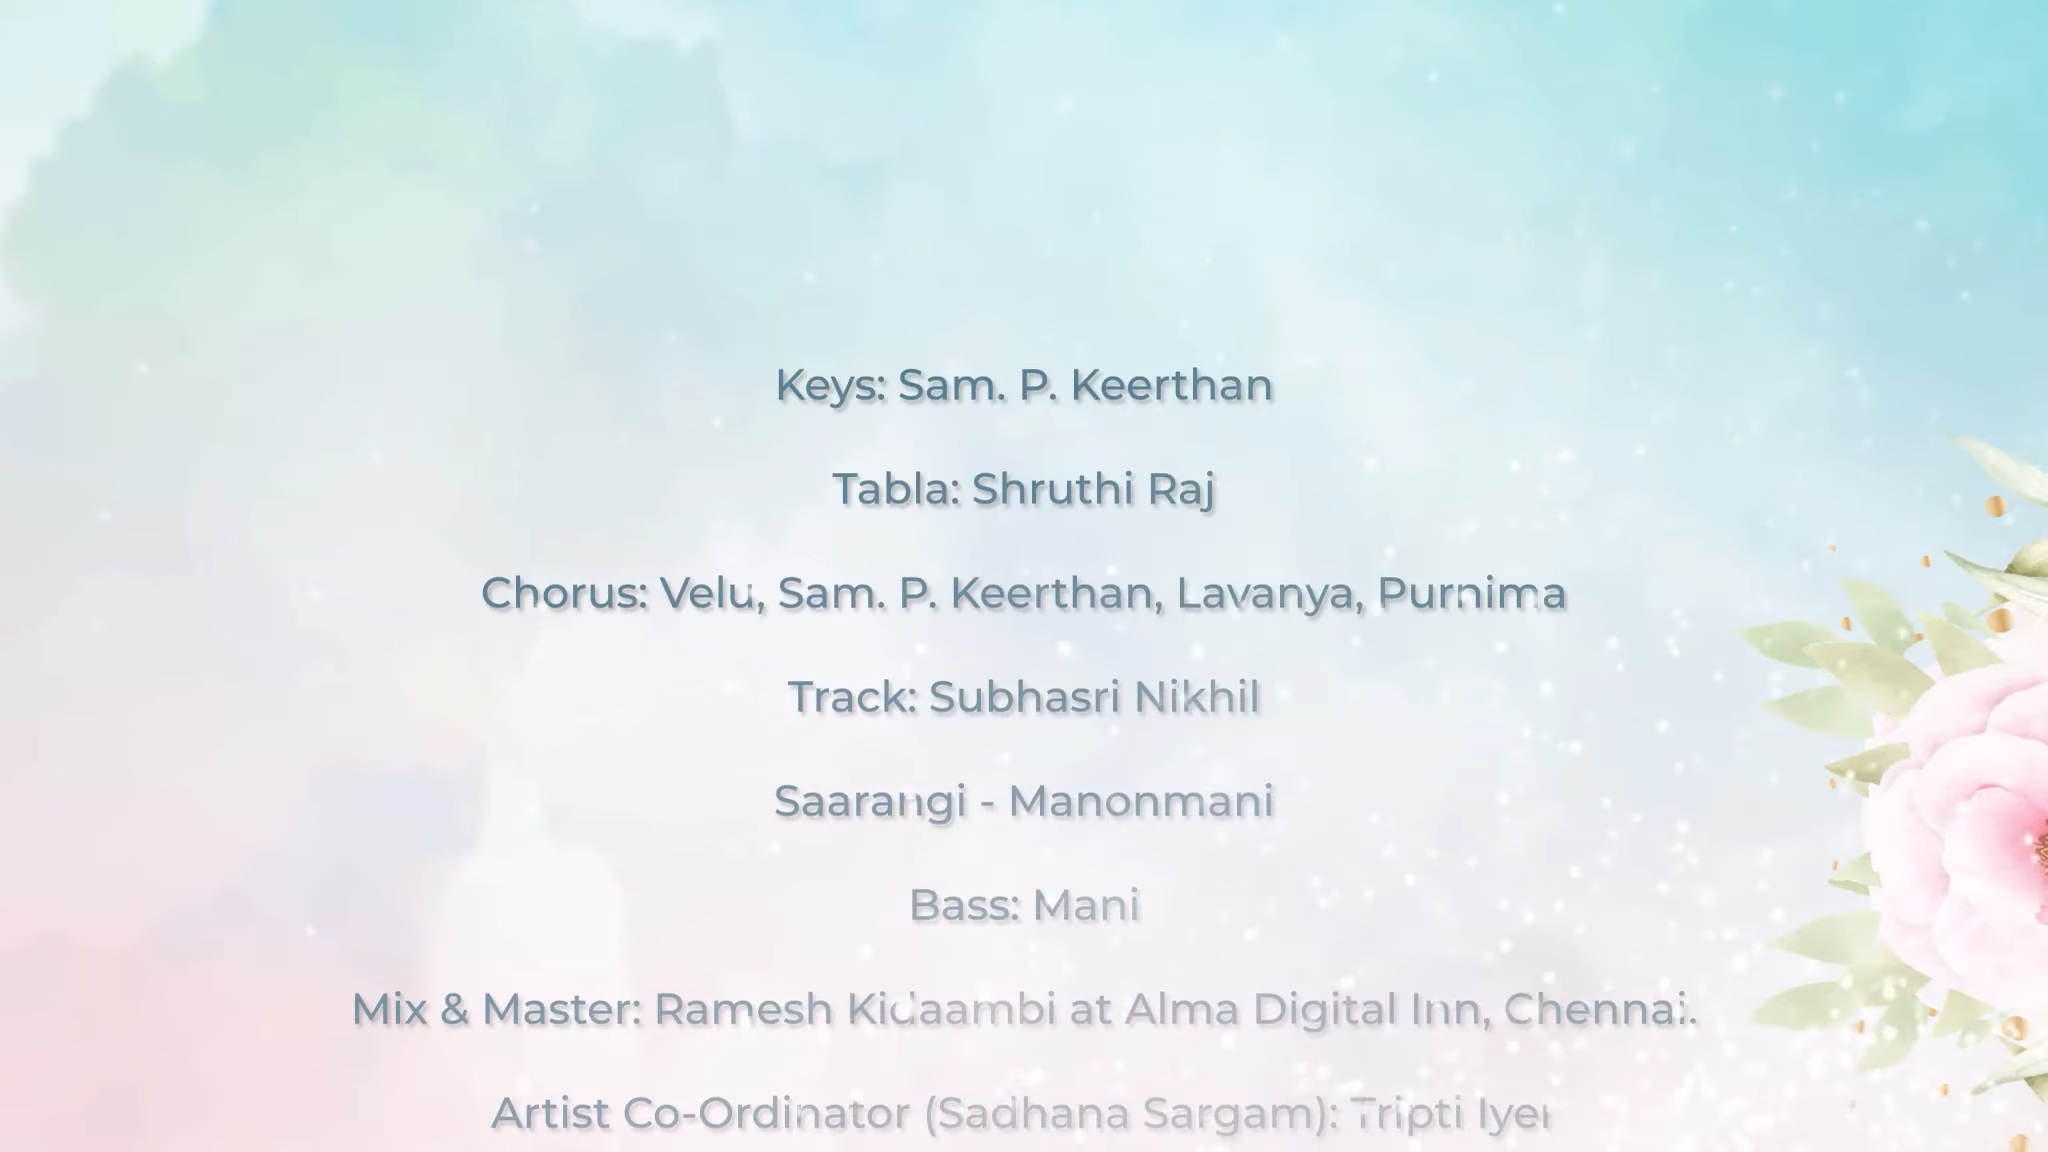 Keys: Sam. P. Keerthan
Tabla: Shruthi Raj
Chorus: Velu, Sam. P. Keerthan, Lavanya, Purnima
Track: Subhasri Nikhil
Saarangi - Manonmani
Bass: Mani
Mix & Master: Ramesh Kidaambi at Alma Digital Inn, Chennai.
Artist Co-Ordinator (Sadhana Sargam): Tripti Iyer